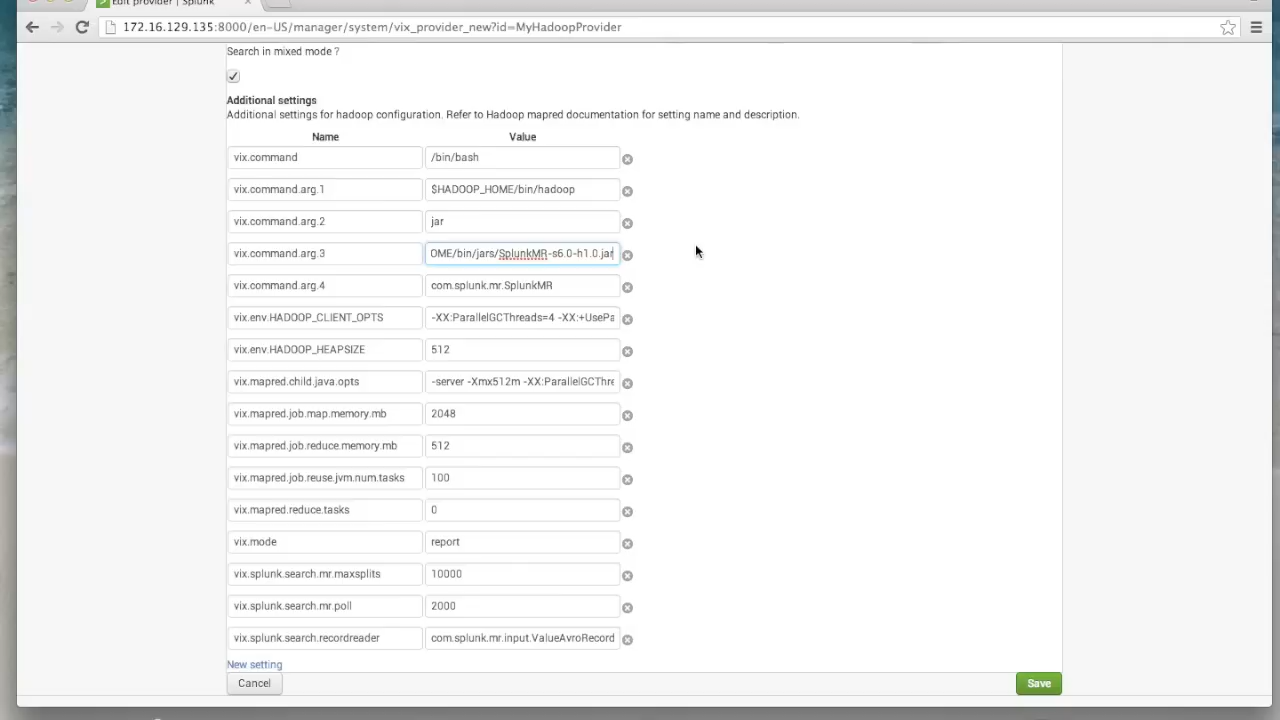 Edit provider | Splunk
172.16.129.135:8000/en-US/manager/system/vix_provider_new?id=MyHadoopProvider
Search in mixed mode ?
Additional settings
Additional settings for hadoop configuration. Refer to Hadoop mapred documentation for setting name and description.
Name Value
vix.command /bin/bash
vix.command.arg.1 $HADOOP_HOME/bin/hadoop
vix.command.arg.2 jar
vix.command.arg.3 OME/bin/jars/SplunkMR-s6.0-h1.0.jar
vix.command.arg.4 com.splunk.mr.SplunkMR
vix.env.HADOOP_CLIENT_OPTS -XX:ParallelGCThreads=4 -XX:+UsePa
vix.env.HADOOP_HEAPSIZE 512
vix.mapred.child.java.opts -server -Xmx512m -XX:ParallelGCThre
vix.mapred.job.map.memory.mb 2048
vix.mapred.job.reduce.memory.mb 512
vix.mapred.job.reuse.jvm.num.tasks 100
vix.mapred.reduce.tasks 0
vix.mode report
vix.splunk.search.mr.maxsplits 10000
vix.splunk.search.mr.poll 2000
vix.splunk.search.recordreader com.splunk.mr.input.ValueAvroRecord
New setting
Cancel Save